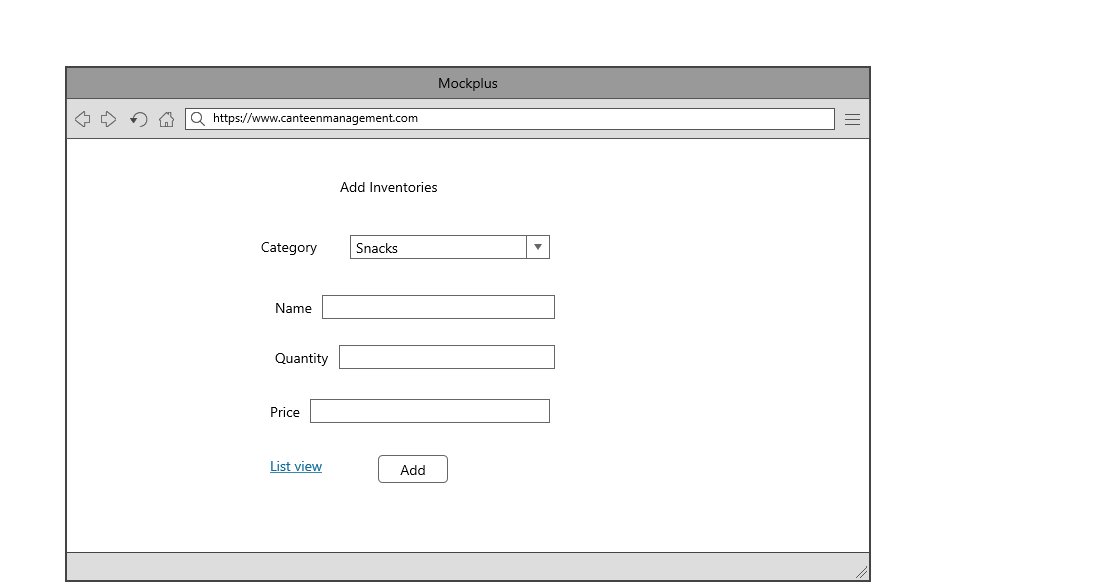 Mockplus
https://www.canteenmanagement.com
Add Inventories
Category Snacks
Name
Quantity
Price
List view Add